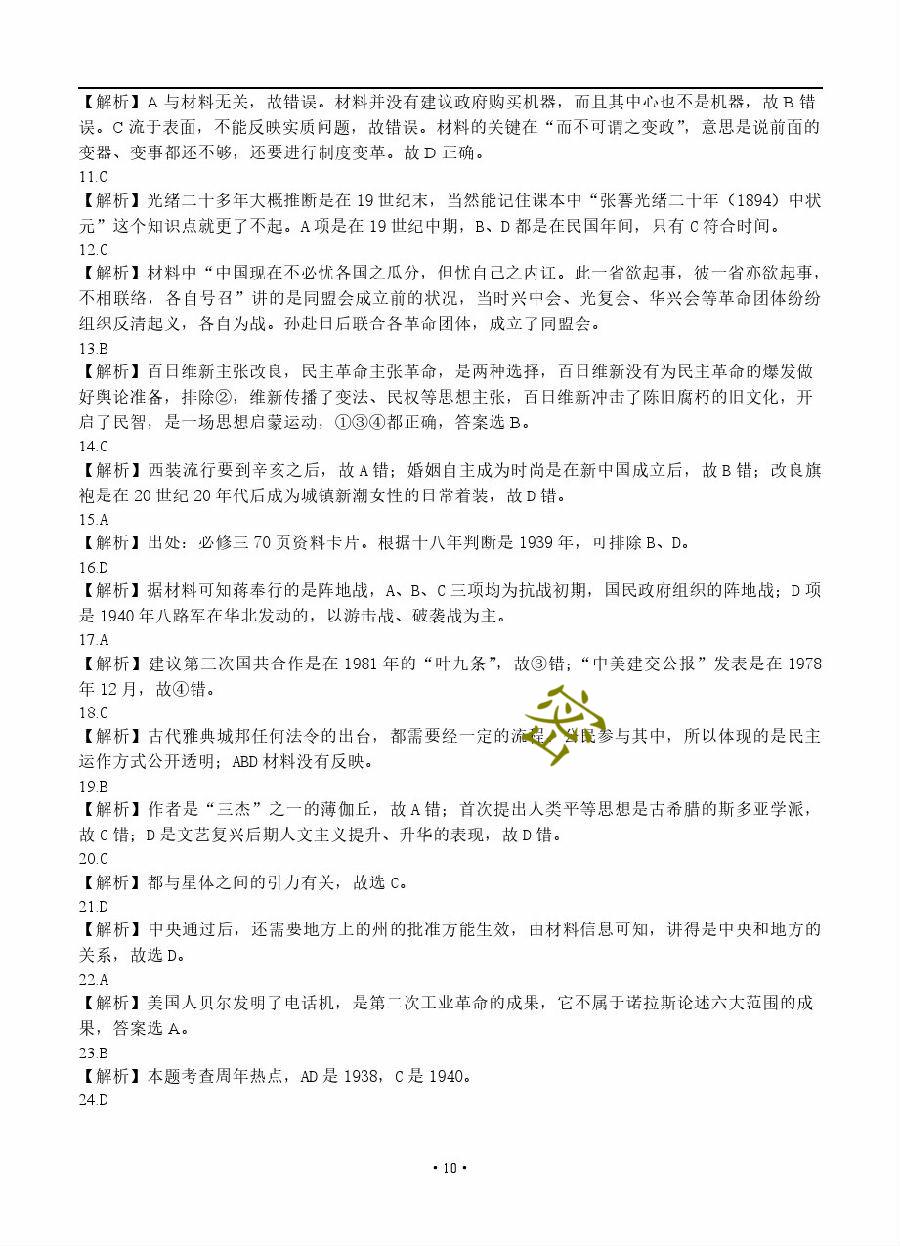 【解析】A 与材料无关，故错误。材料并没有建议政府购买机器，而且其中心也不是机器，故 B 错
误。C 流于表面，不能反映实质问题，故错误。材料的关键在“而不可谓之变政”，意思是说前面的
变器、变事都还不够，还要进行制度变革。故 D 正确。
11.C
【解析】光绪二十多年大概推断是在 19 世纪末，当然能记住课本中“张謇光绪二十年（1894）中状
元”这个知识点就更了不起。A 项是在 19 世纪中期，B、D 都是在民国年间，只有 C 符合时间。
12.C
【解析】材料中“中国现在不必忧各国之瓜分，但忧自己之内讧。此一省欲起事，彼一省亦欲起事，
不相联络，各自号召”讲的是同盟会成立前的状况，当时兴中会、光复会、华兴会等革命团体纷纷
组织反清起义，各自为战。孙赴日后联合各革命团体，成立了同盟会。
13.B
【解析】百日维新主张改良，民主革命主张革命，是两种选择，百日维新没有为民主革命的爆发做
好舆论准备，排除②；维新传播了变法、民权等思想主张，百日维新冲击了陈旧腐朽的旧文化，开
启了民智，是一场思想启蒙运动，①③④都正确，答案选 B。
14.C
【解析】西装流行要到辛亥之后，故 A 错；婚姻自主成为时尚是在新中国成立后，故 B 错；改良旗
袍是在 20 世纪 20 年代后成为城镇新潮女性的日常着装，故 D 错。
15.A
【解析】出处：必修三 70 页资料卡片。根据十八年判断是 1939 年，可排除 B、D。
16.D
【解析】据材料可知蒋奉行的是阵地战，A、B、C 三项均为抗战初期，国民政府组织的阵地战；D 项
是 1940 年八路军在华北发动的，以游击战、破袭战为主。
17.A
【解析】建议第三次国共合作是在 1981 年的“叶九条”，故③错；“中美建交公报”发表是在 1978
年 12 月，故④错。
18.C
【解析】古代雅典城邦任何法令的出台，都需要经一定的流程，公民参与其中，所以体现的是民主
运作方式公开透明；ABD 材料没有反映。
19.B
【解析】作者是“三杰”之一的薄伽丘，故 A 错；首次提出人类平等思想是古希腊的斯多亚学派，
故 C 错；D 是文艺复兴后期人文主义提升、升华的表现，故 D 错。
20.C
【解析】都与星体之间的引力有关，故选 C。
21.D
【解析】中央通过后，还需要地方上的州的批准方能生效，由材料信息可知，讲得是中央和地方的
关系，故选 D。
22.A
【解析】美国人贝尔发明了电话机，是第二次工业革命的成果，它不属于诺拉斯论述六大范围的成
果，答案选 A。
23.B
【解析】本题考查周年热点，AD 是 1938，C 是 1940。
24.D
·10·